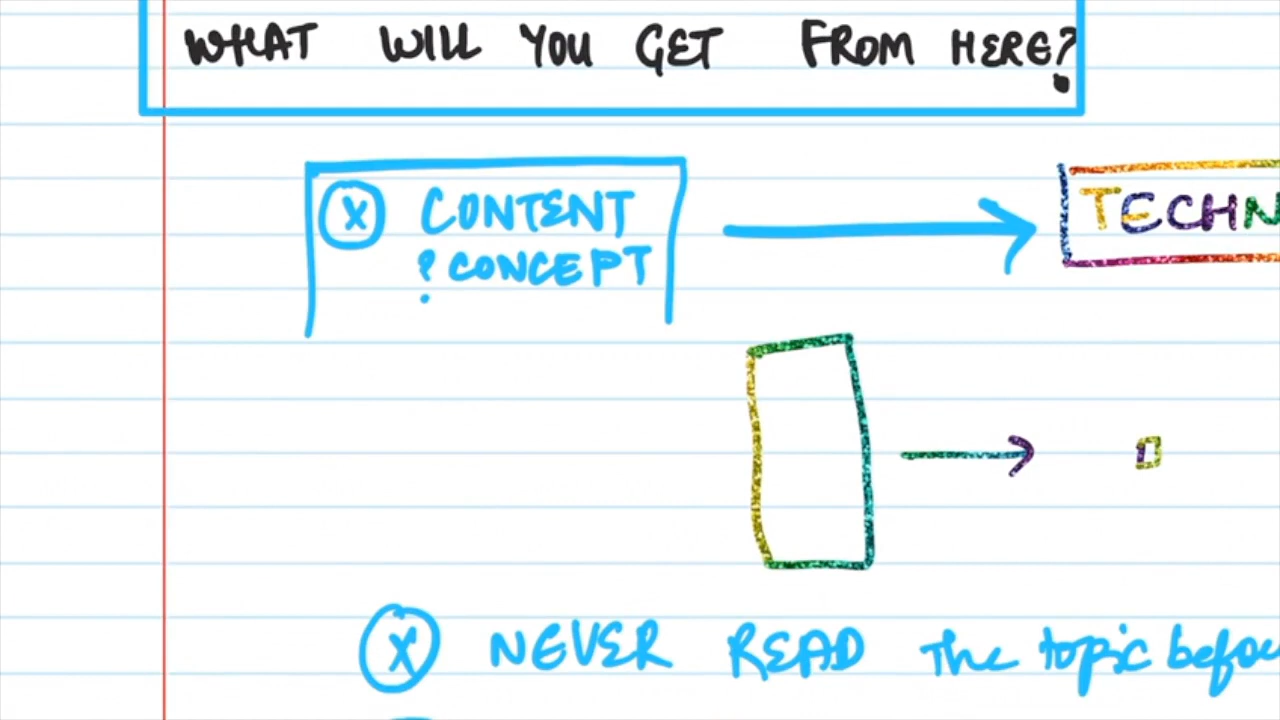 WHAT WILL YOU GET FROM HERE?
X CONTENT
? CONCEPT
TECHN
X NEVER READ the topic befo